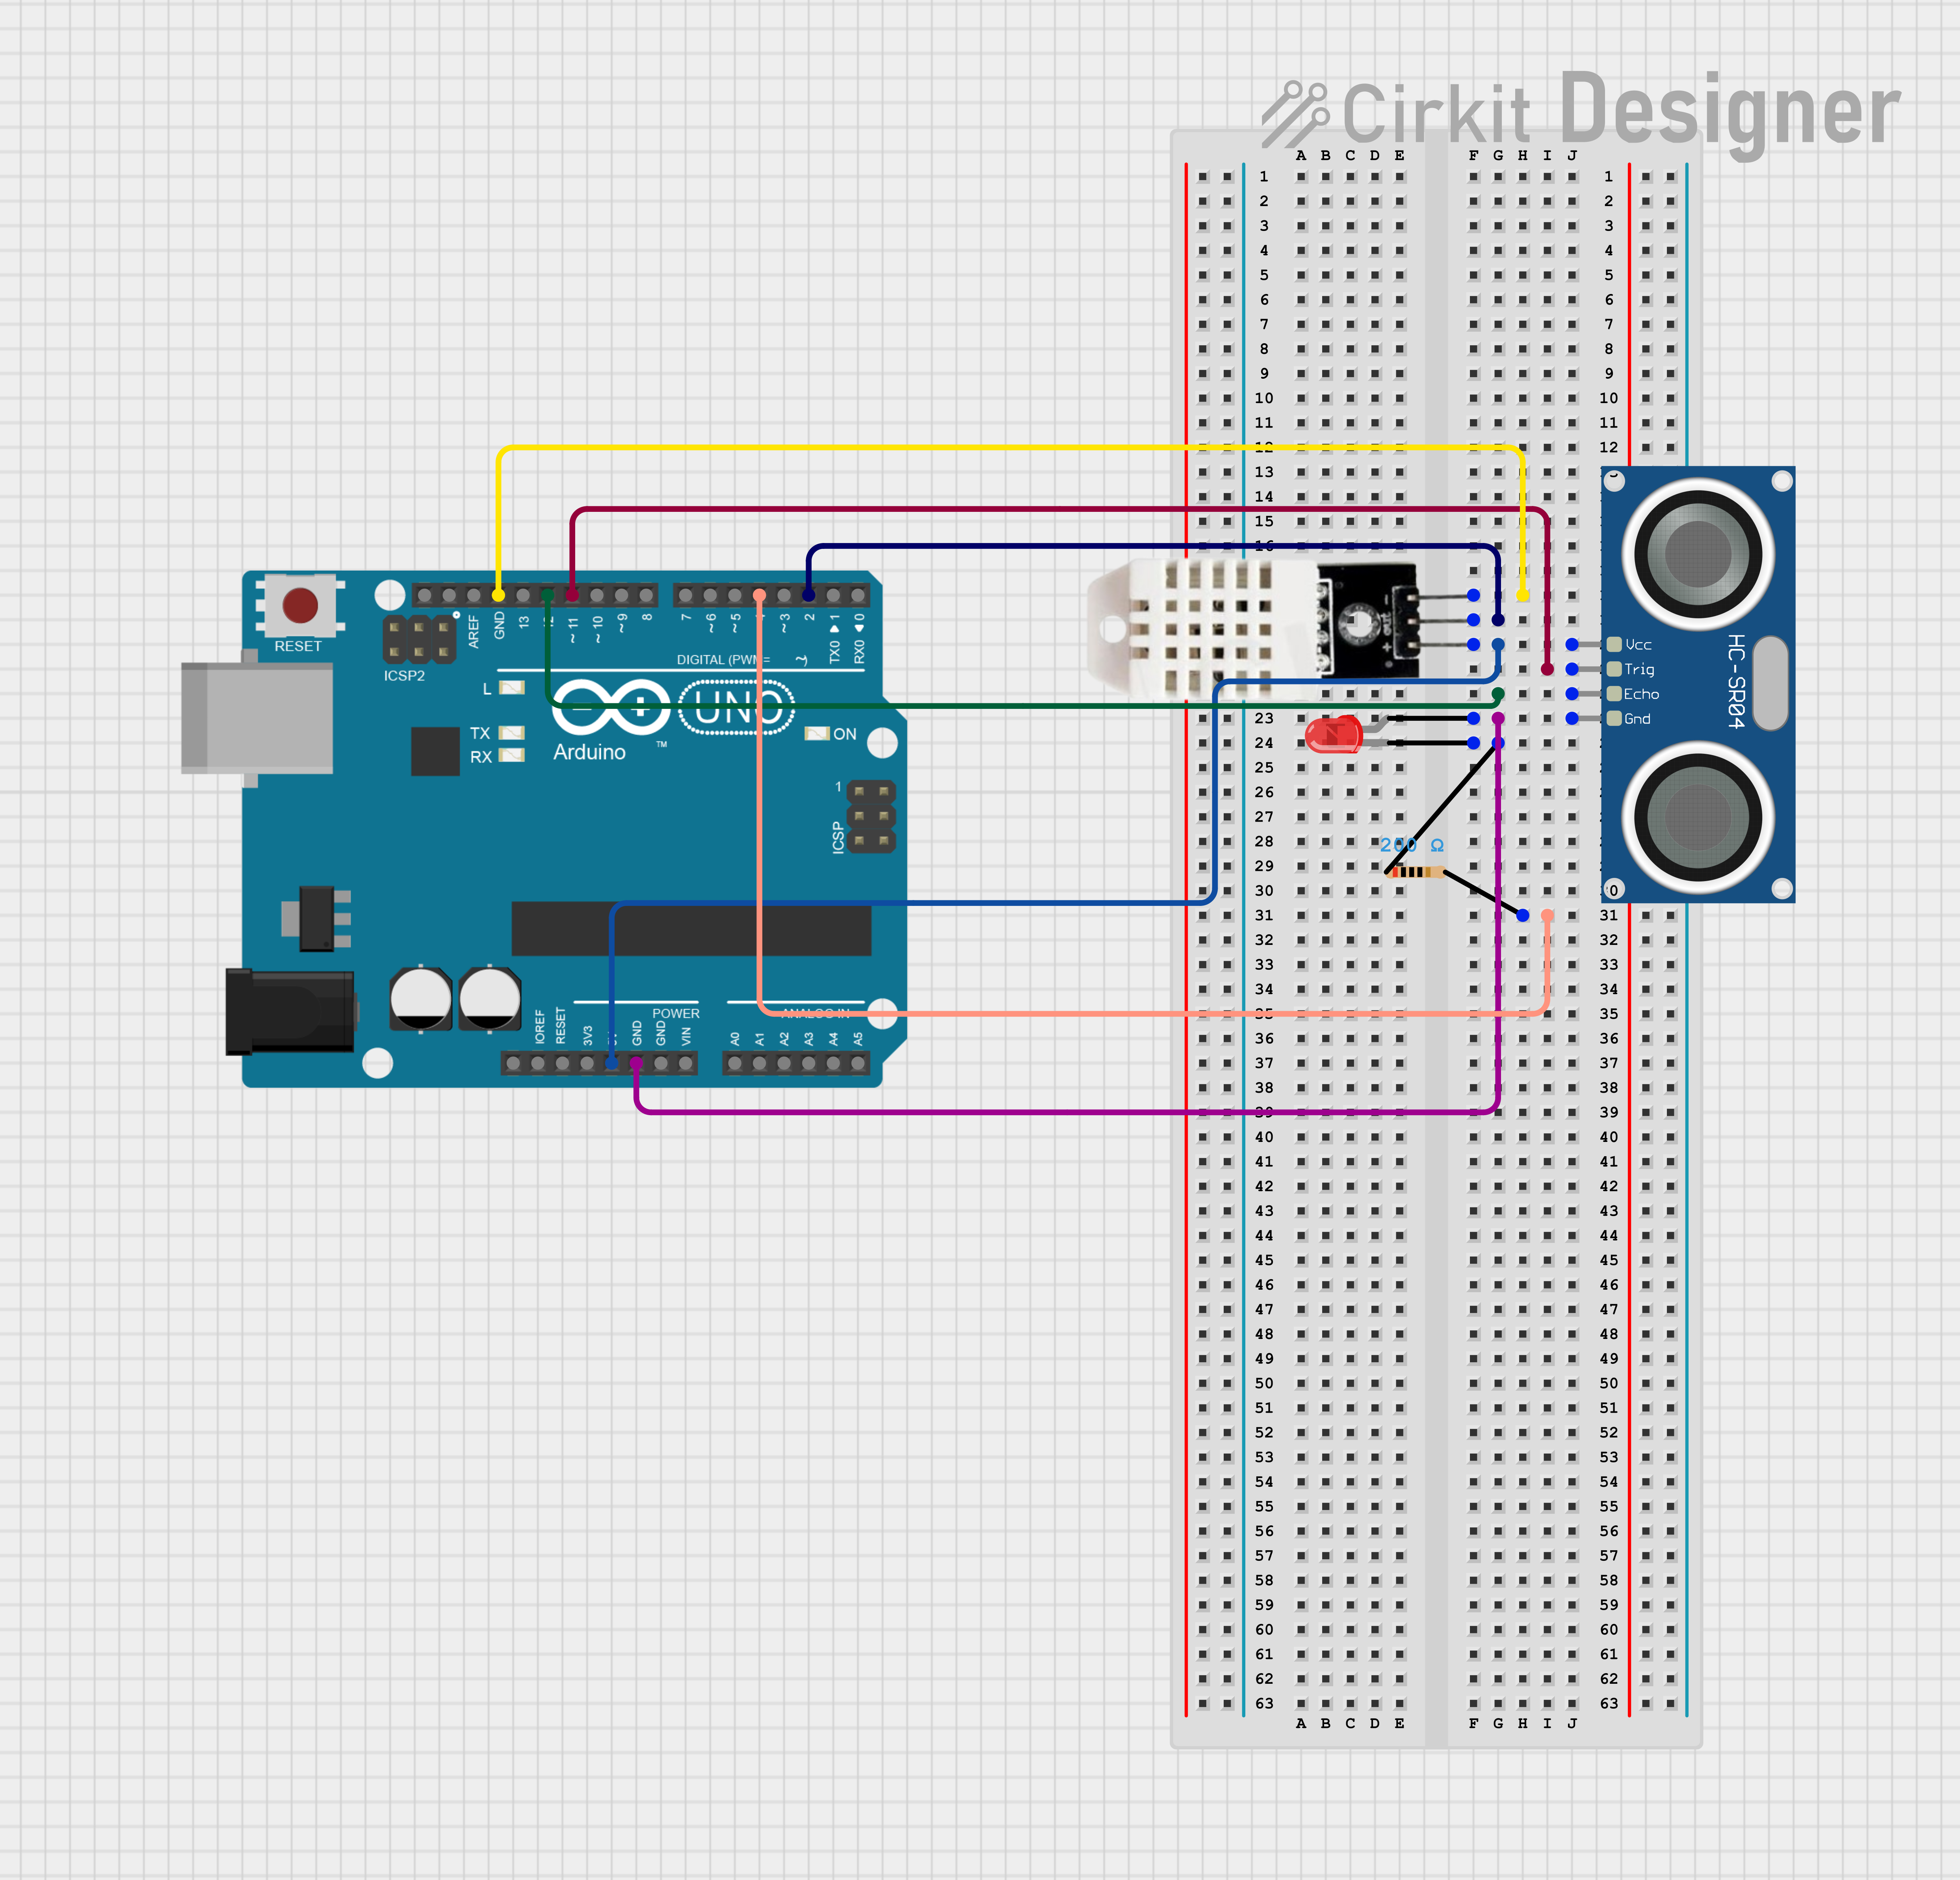 Cirkit Designer
A B C D E F G H I J
1 1
2 2
3 3
4 4
5 5
6 6
7 7
8 8
9 9
10 10
11 11
12 12
13
14
15
16
23
24
25
26
27
28
29
30
31 31
32 32
33 33
34 34
35 35
36 36
37 37
38 38
39 39
40 40
41 41
42 42
43 43
44 44
45 45
46 46
47 47
48 48
49 49
50 50
51 51
52 52
53 53
54 54
55 55
56 56
57 57
58 58
59 59
60 60
61 61
62 62
63 63
A B C D E F G H I J
RESET
ICSP2
AREF
GND
13
12
~11
~10
~9
8
7
~6
~5
4
~3
2
TX0 ▶ 1
RX0 ◀ 0
DIGITAL (PWM=
~
L
TX
RX
UNO
Arduino
™
ON
1
ICSP
IOREF
RESET
3V3
GND
GND
VIN
POWER
ANALOG IN
A0
A1
A2
A3
A4
A5
- out +
Vcc
Trig
Echo
Gnd
HC-SR04
200 Ω